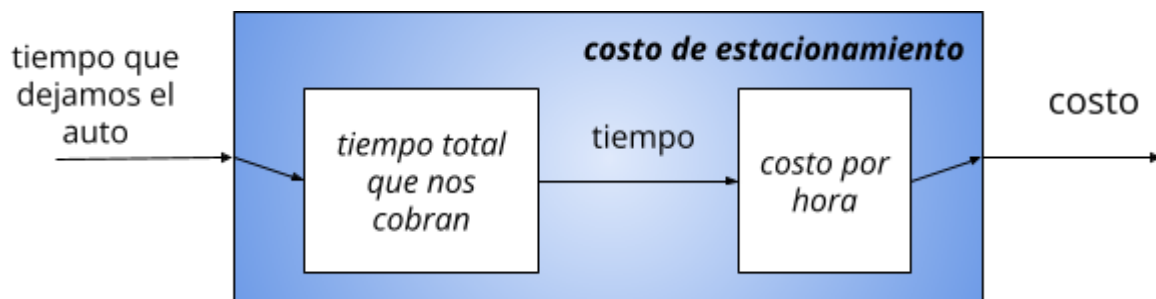 tiempo que
dejamos el
auto
costo de estacionamiento
tiempo total
que nos
cobran
tiempo
costo por
hora
costo